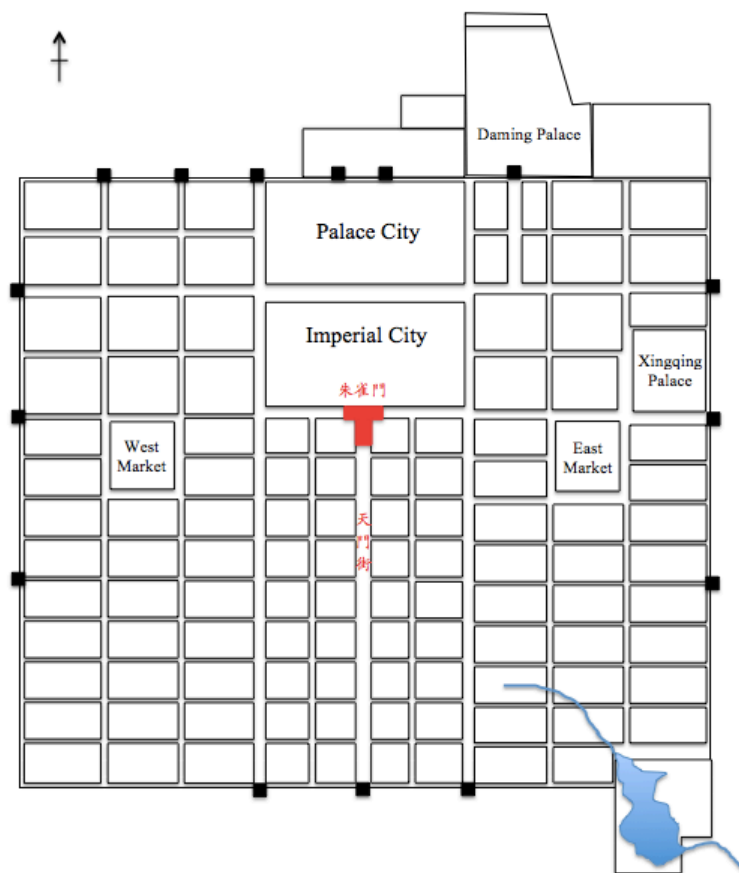 Daming Palace
Palace City
Imperial City
Xingqing
Palace
朱雀門
West
Market
East
Market
天門街